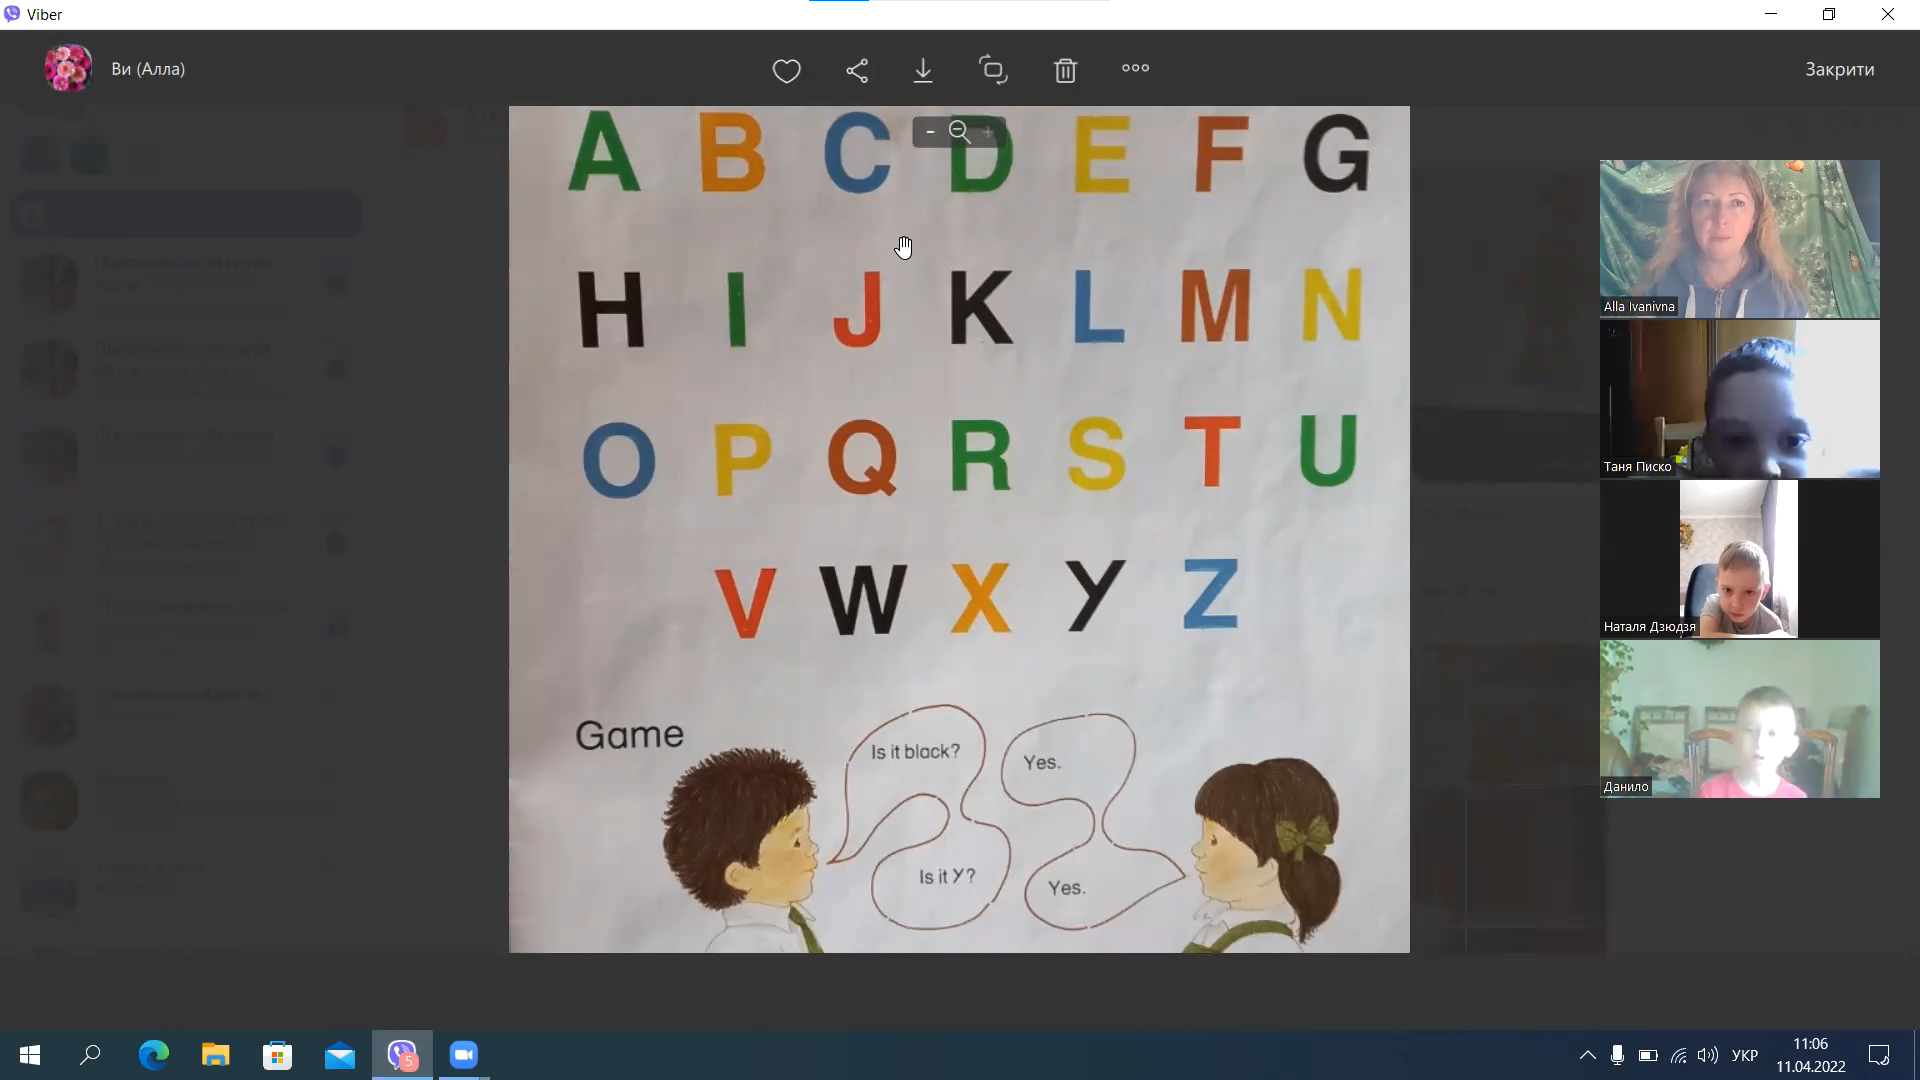 Viber
Ви (Алла)
Закрити
A B C D E F G
H I J K L M N
O P Q R S T U
V W X Y Z
Game
Is it black?
Yes.
Is it Y?
Yes.
Alla Ivanivna
Таня Писко
Наталя Дзюдзя
Данило
5
УКР
11:06
11.04.2022